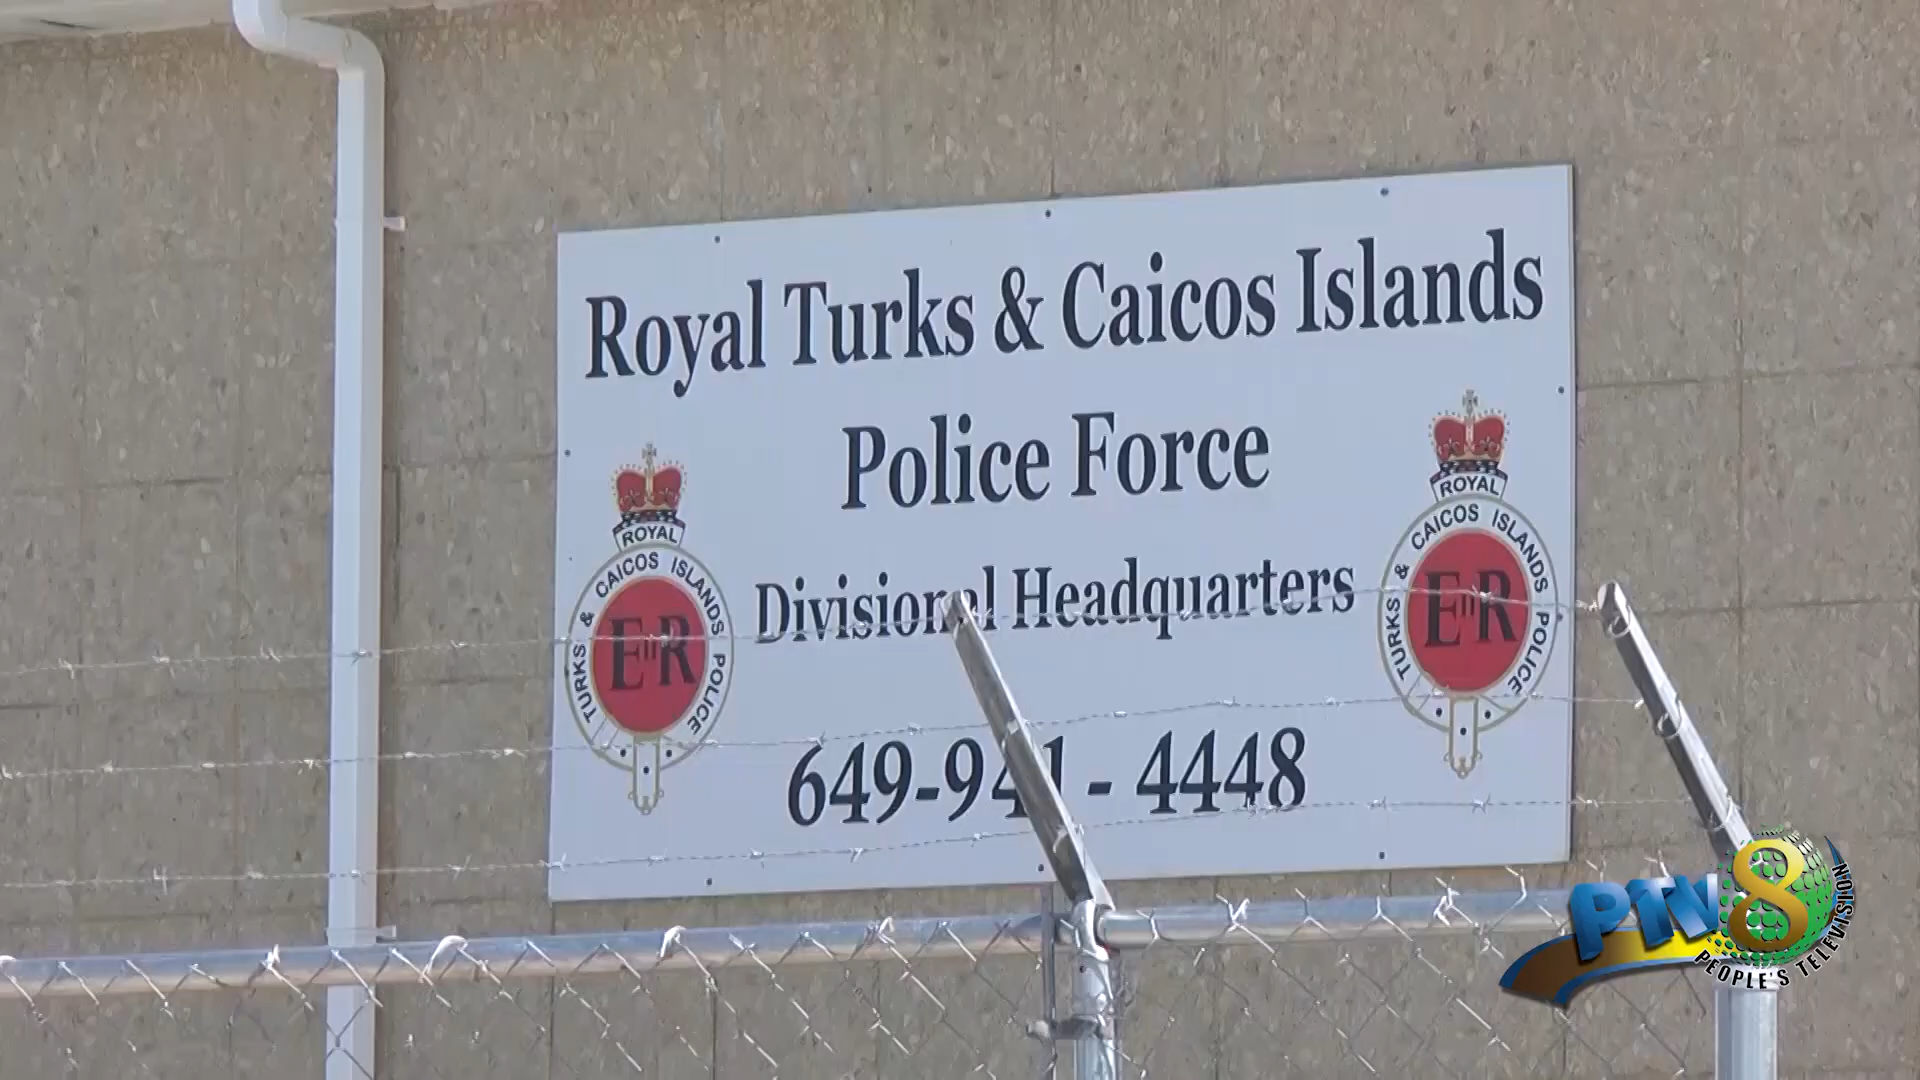 Royal Turks & Caicos Islands
Police Force
Divisional Headquarters
649-941 - 4448
ROYAL
TURKS & CAICOS ISLANDS POLICE
EIIR
ROYAL
TURKS & CAICOS ISLANDS POLICE
EIIR
PTV8
PEOPLE'S TELEVISION